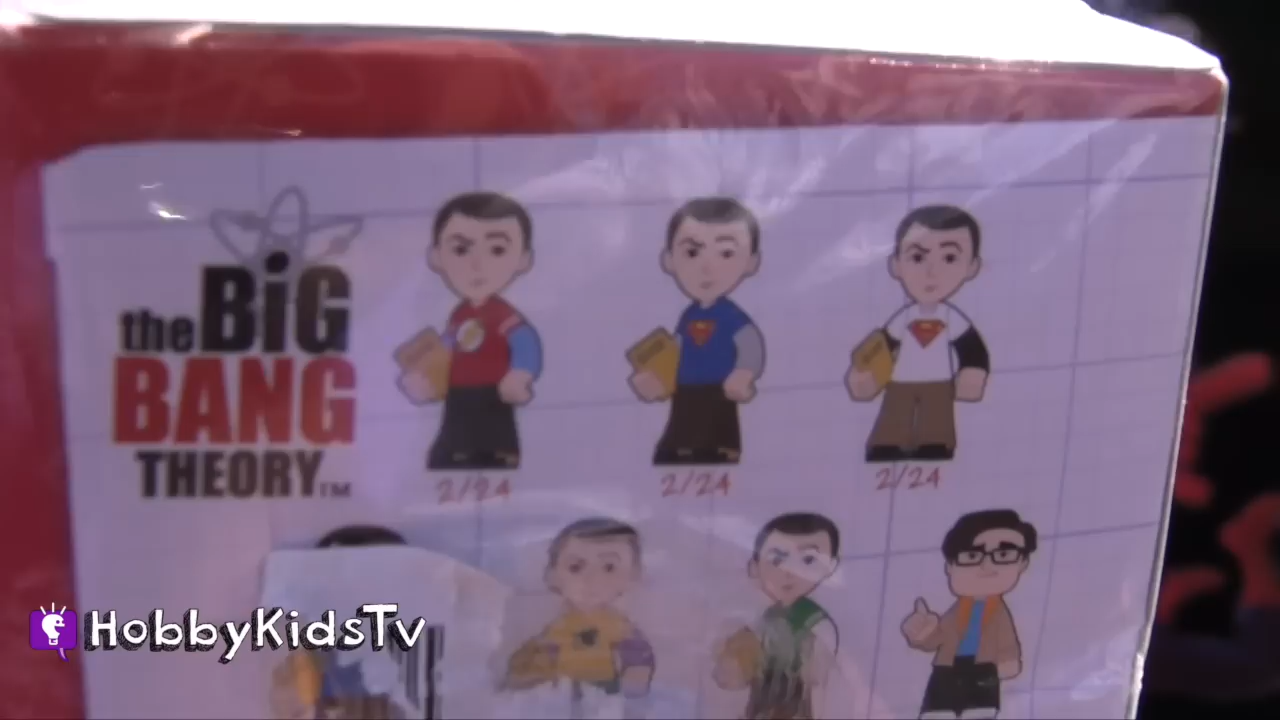 the BiG
BANG
THEORY™
2/24 2/24 2/24
HobbyKidsTv